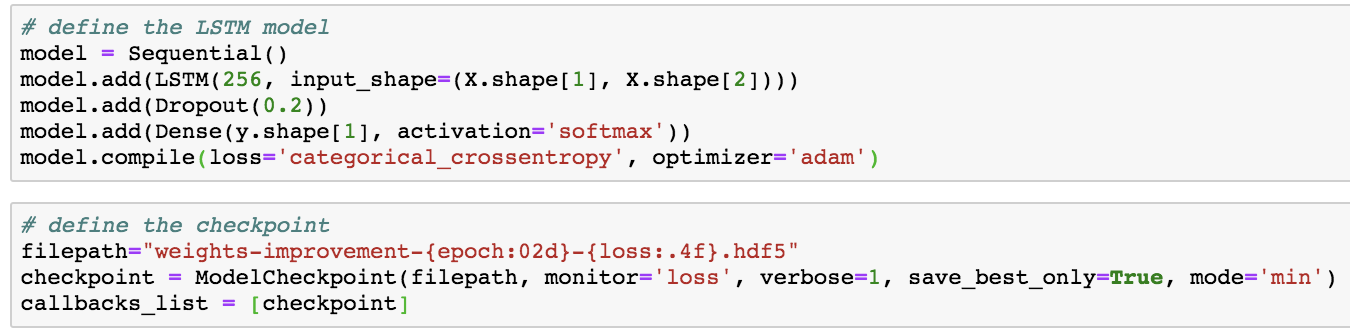 # define the LSTM model
model = Sequential()
model.add(LSTM(256, input_shape=(X.shape[1], X.shape[2])))
model.add(Dropout(0.2))
model.add(Dense(y.shape[1], activation='softmax'))
model.compile(loss='categorical_crossentropy', optimizer='adam')
# define the checkpoint
filepath="weights-improvement-{epoch:02d}-{loss:.4f}.hdf5"
checkpoint = ModelCheckpoint(filepath, monitor='loss', verbose=1, save_best_only=True, mode='min')
callbacks_list = [checkpoint]